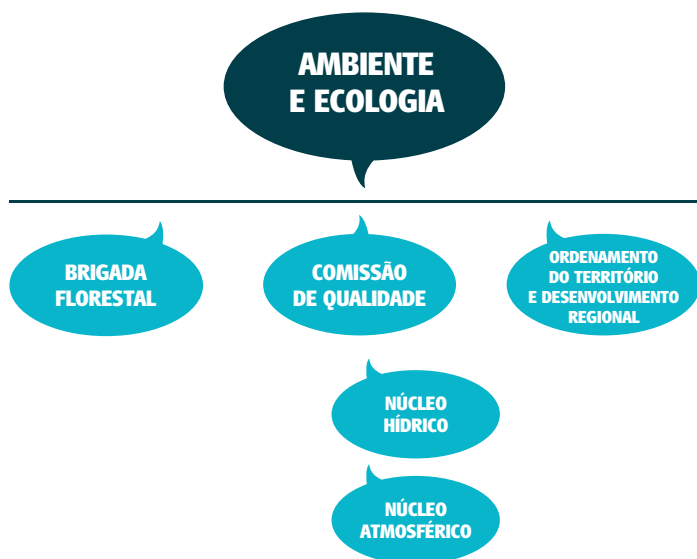 AMBIENTE
E ECOLOGIA
BRIGADA
FLORESTAL
COMISSÃO
DE QUALIDADE
ORDENAMENTO
DO TERRITÓRIO
E DESENVOLVIMENTO
REGIONAL
NÚCLEO
HÍDRICO
NÚCLEO
ATMOSFÉRICO